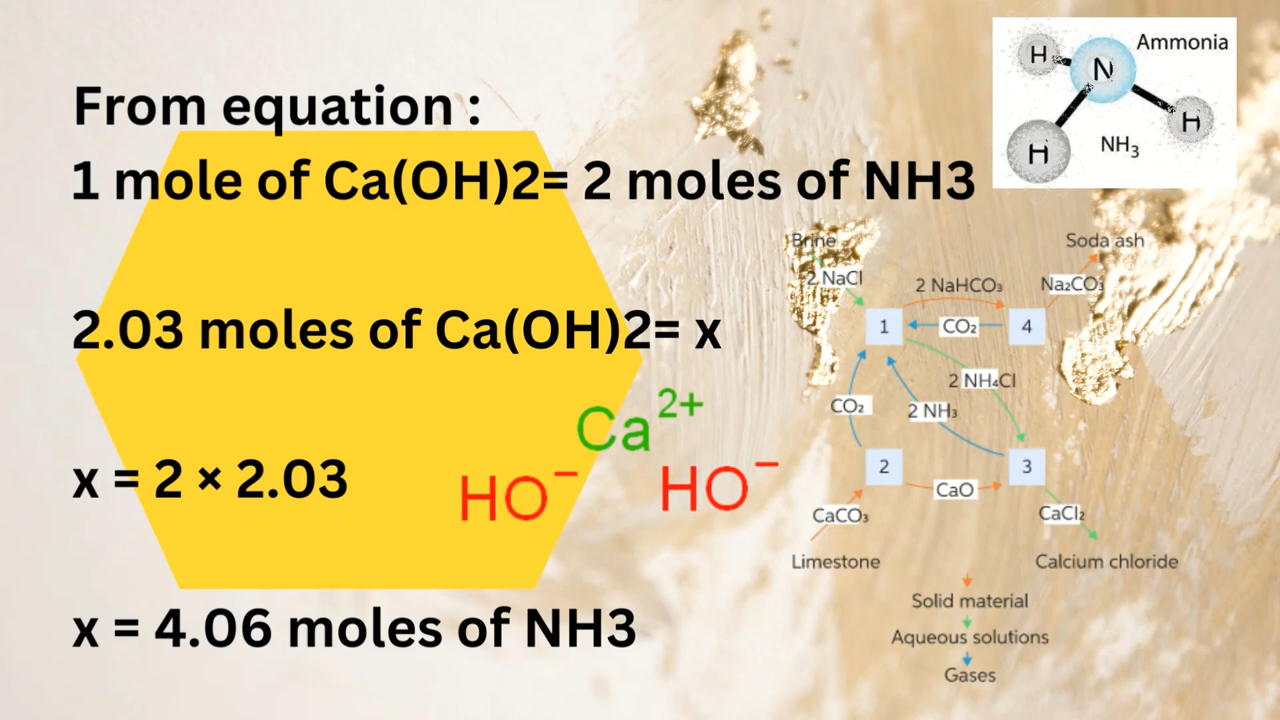 From equation :
1 mole of Ca(OH)2= 2 moles of NH3
2.03 moles of Ca(OH)2= x
x = 2 × 2.03
x = 4.06 moles of NH3
Ca²⁺
HO⁻ HO⁻
Ammonia
H N
H
H
NH₃
Brine
Soda ash
2 NaCl
2 NaHCO₃
Na₂CO₃
1
CO₂
4
2 NH₄Cl
CO₂
2 NH₃
2
3
CaO
CaCO₃
CaCl₂
Limestone
Calcium chloride
Solid material
Aqueous solutions
Gases